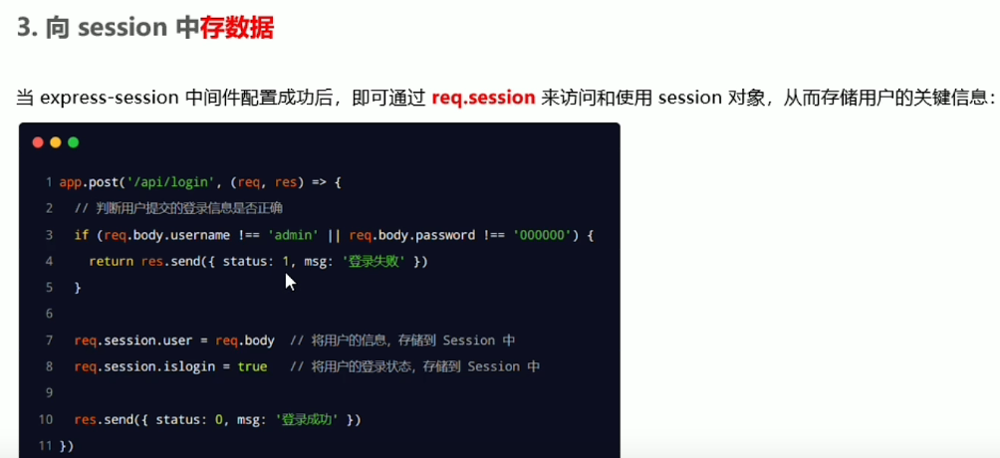 3. 向 session 中存数据
当 express-session 中间件配置成功后，即可通过 req.session 来访问和使用 session 对象，从而存储用户的关键信息：
1 app.post('/api/login', (req, res) => {
2 // 判断用户提交的登录信息是否正确
3 if (req.body.username !== 'admin' || req.body.password !== '000000') {
4 return res.send({ status: 1, msg: '登录失败' })
5 }
6
7 req.session.user = req.body // 将用户的信息，存储到 Session 中
8 req.session.islogin = true // 将用户的登录状态，存储到 Session 中
9
10 res.send({ status: 0, msg: '登录成功' })
11 })